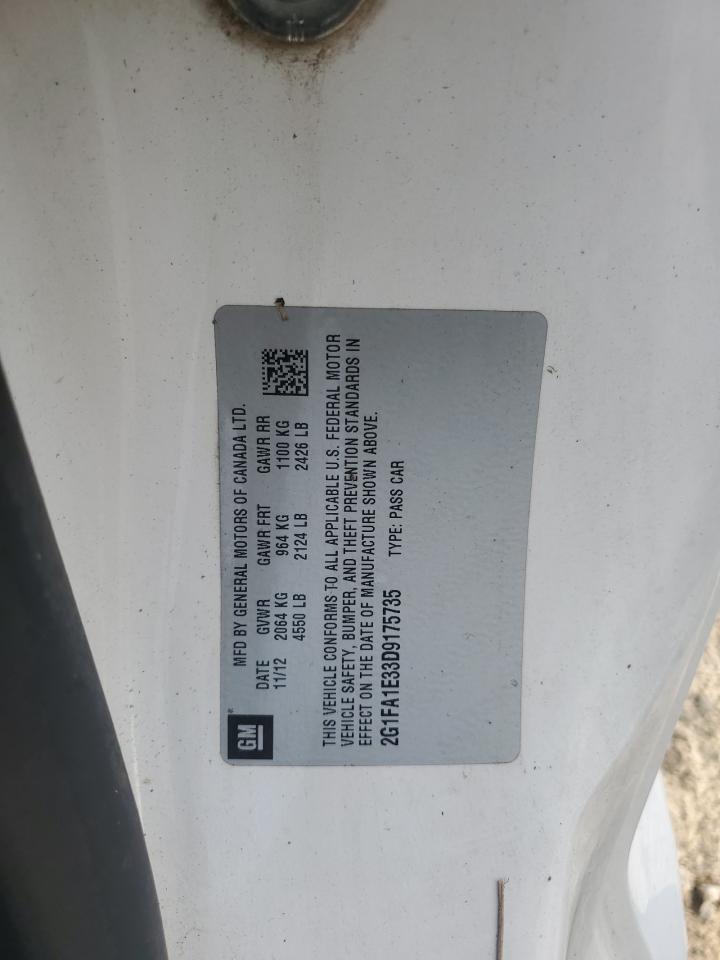 GM
MFD BY GENERAL MOTORS OF CANADA LTD.
DATE GVWR GAWR FRT GAWR RR
11/12 2064 KG 964 KG 1100 KG
4550 LB 2124 LB 2426 LB
THIS VEHICLE CONFORMS TO ALL APPLICABLE U.S. FEDERAL MOTOR
VEHICLE SAFETY, BUMPER, AND THEFT PREVENTION STANDARDS IN
EFFECT ON THE DATE OF MANUFACTURE SHOWN ABOVE.
2G1FA1E33D9175735 TYPE: PASS CAR